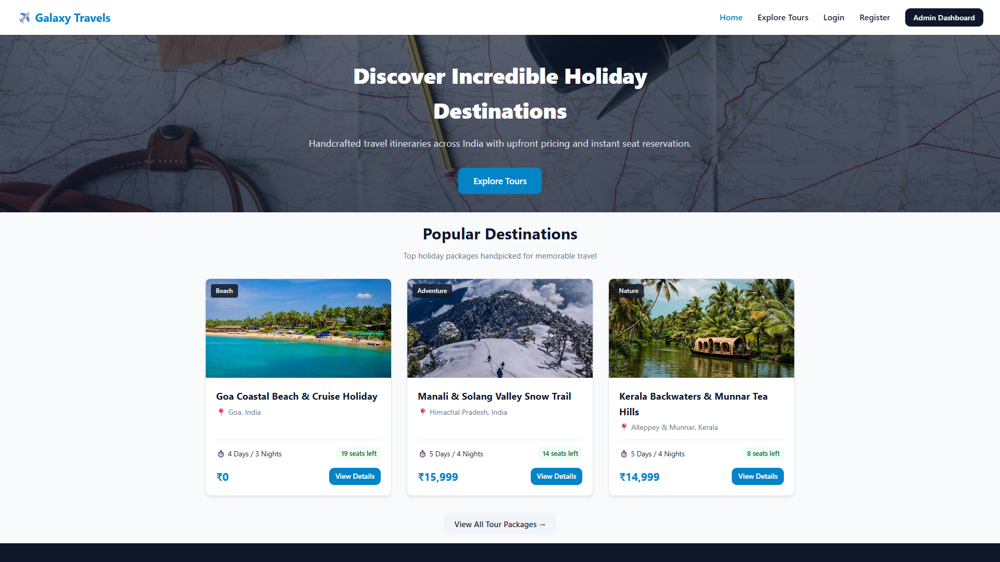 Galaxy Travels
Home
Explore Tours
Login
Register
Admin Dashboard
Discover Incredible Holiday
Destinations
Handcrafted travel itineraries across India with upfront pricing and instant seat reservation.
Explore Tours
Popular Destinations
Top holiday packages handpicked for memorable travel
Beach
Goa Coastal Beach & Cruise Holiday
Goa, India
4 Days / 3 Nights
19 seats left
₹0
View Details
Adventure
Manali & Solang Valley Snow Trail
Himachal Pradesh, India
5 Days / 4 Nights
14 seats left
₹15,999
View Details
Nature
Kerala Backwaters & Munnar Tea
Hills
Alleppey & Munnar, Kerala
5 Days / 4 Nights
8 seats left
₹14,999
View Details
View All Tour Packages →